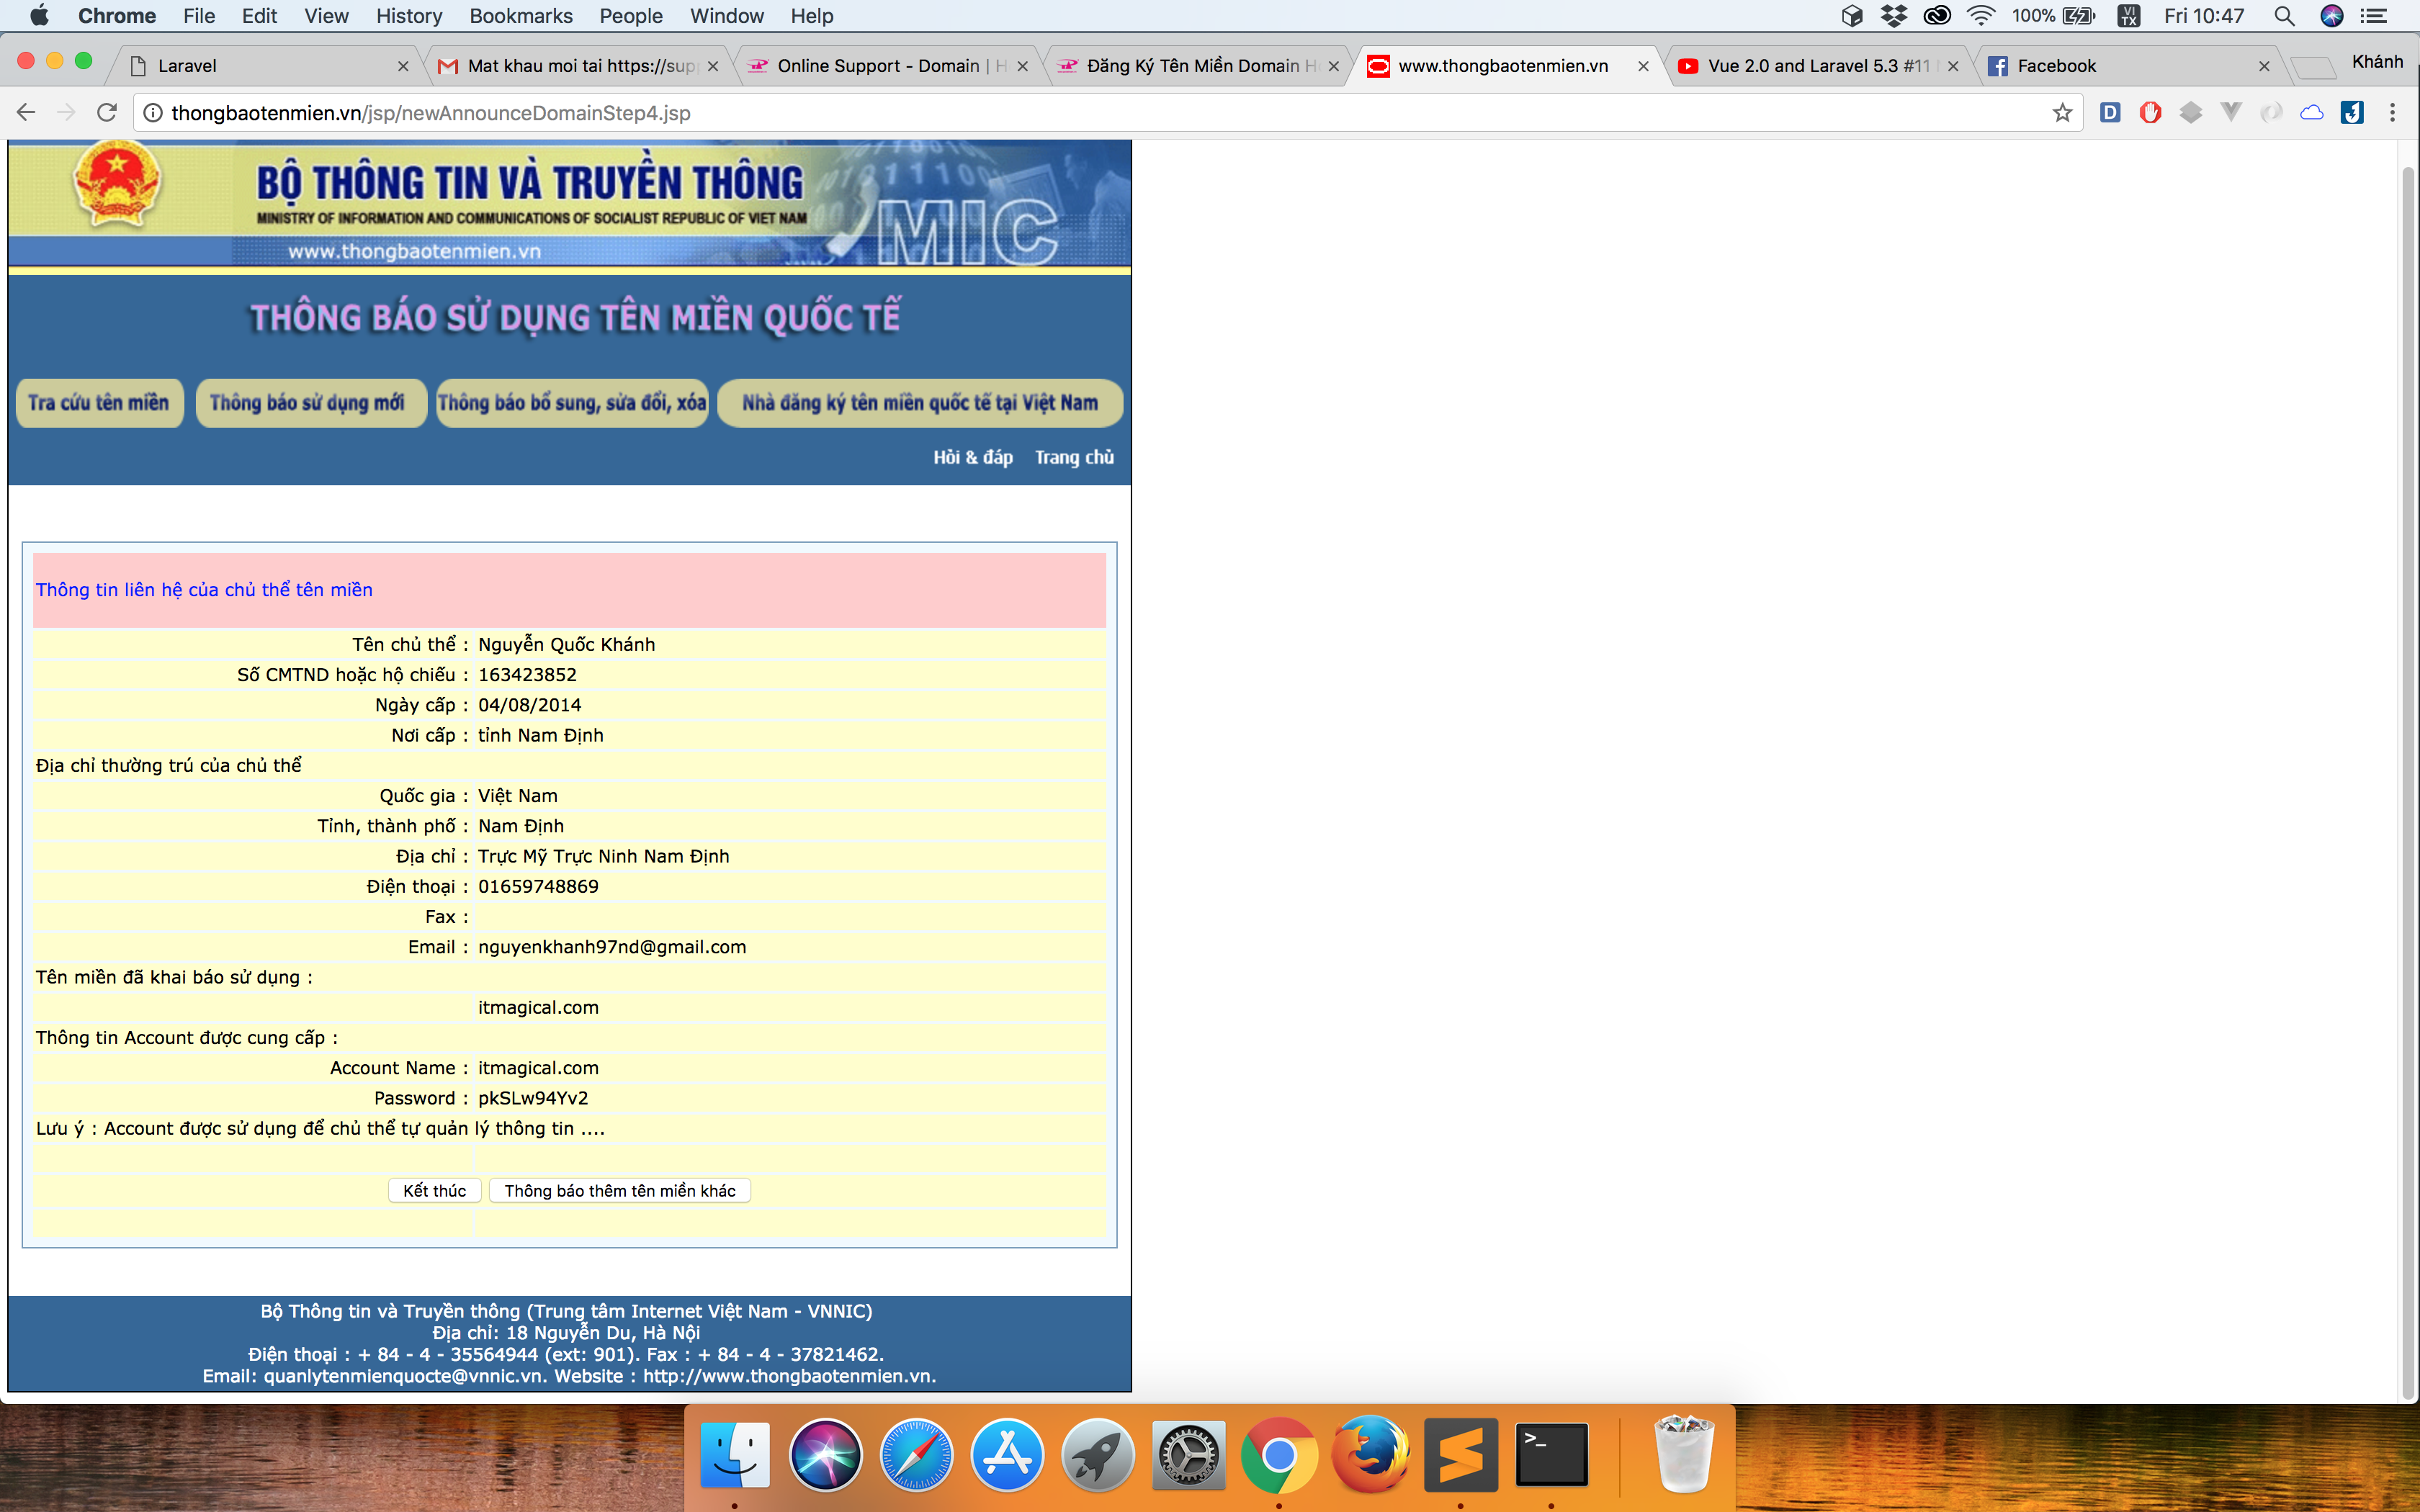 Chrome File Edit View History Bookmarks People Window Help 100% VI TX Fri 10:47
Laravel
Mat khau moi tai https://sup
Online Support - Domain | H
Đăng Ký Tên Miền Domain H
www.thongbaotenmien.vn
Vue 2.0 and Laravel 5.3 #11
Facebook
Khánh
thongbaotenmien.vn/jsp/newAnnounceDomainStep4.jsp
BỘ THÔNG TIN VÀ TRUYỀN THÔNG
MINISTRY OF INFORMATION AND COMMUNICATIONS OF SOCIALIST REPUBLIC OF VIET NAM
MIC
www.thongbaotenmien.vn
THÔNG BÁO SỬ DỤNG TÊN MIỀN QUỐC TẾ
Tra cứu tên miền Thông báo sử dụng mới Thông báo bổ sung, sửa đổi, xóa Nhà đăng ký tên miền quốc tế tại Việt Nam
Hỏi & đáp Trang chủ
Thông tin liên hệ của chủ thể tên miền
Tên chủ thể : Nguyễn Quốc Khánh
Số CMTND hoặc hộ chiếu : 163423852
Ngày cấp : 04/08/2014
Nơi cấp : tỉnh Nam Định
Địa chỉ thường trú của chủ thể
Quốc gia : Việt Nam
Tỉnh, thành phố : Nam Định
Địa chỉ : Trực Mỹ Trực Ninh Nam Định
Điện thoại : 01659748869
Fax :
Email : nguyenkhanh97nd@gmail.com
Tên miền đã khai báo sử dụng :
itmagical.com
Thông tin Account được cung cấp :
Account Name : itmagical.com
Password : pkSLw94Yv2
Lưu ý : Account được sử dụng để chủ thể tự quản lý thông tin ....
Kết thúc Thông báo thêm tên miền khác
Bộ Thông tin và Truyền thông (Trung tâm Internet Việt Nam - VNNIC)
Địa chỉ: 18 Nguyễn Du, Hà Nội
Điện thoại : + 84 - 4 - 35564944 (ext: 901). Fax : + 84 - 4 - 37821462.
Email: quanlytenmienquocte@vnnic.vn. Website : http://www.thongbaotenmien.vn.